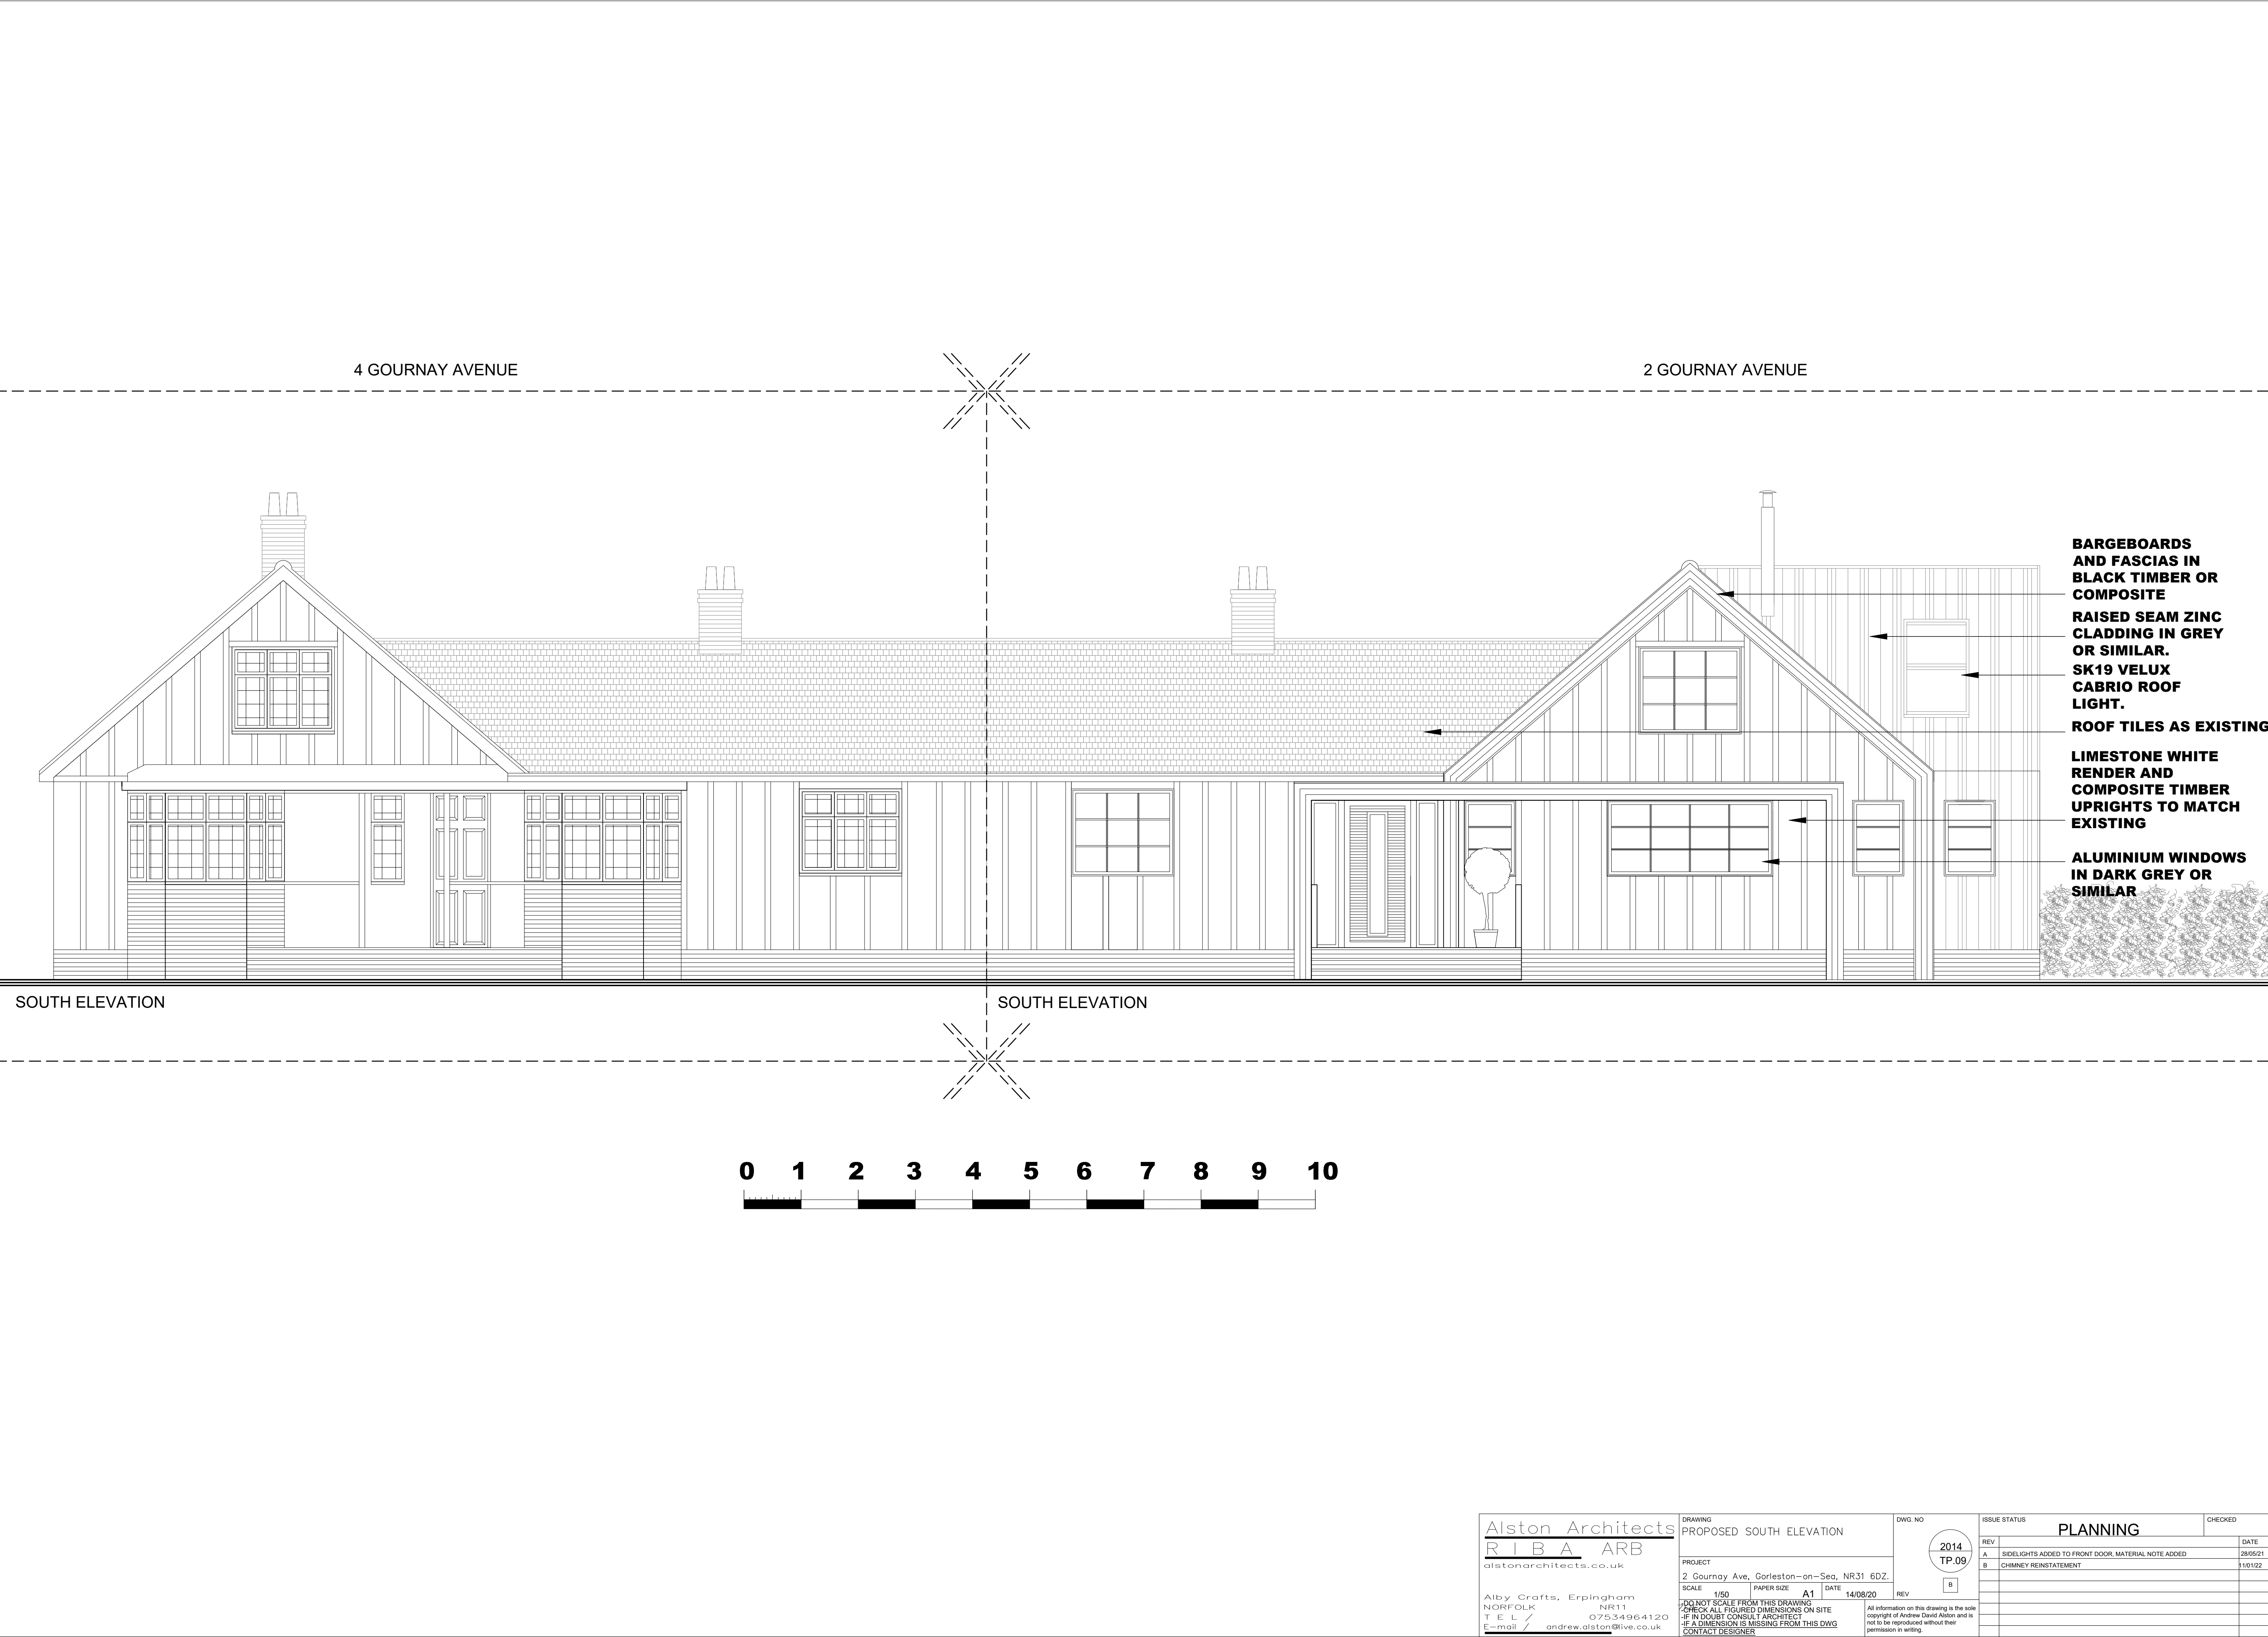 4 GOURNAY AVENUE
2 GOURNAY AVENUE
BARGEBOARDS
AND FASCIAS IN
BLACK TIMBER OR
COMPOSITE
RAISED SEAM ZINC
CLADDING IN GREY
OR SIMILAR.
SK19 VELUX
CABRIO ROOF
LIGHT.
ROOF TILES AS EXISTING
LIMESTONE WHITE
RENDER AND
COMPOSITE TIMBER
UPRIGHTS TO MATCH
EXISTING
ALUMINIUM WINDOWS
IN DARK GREY OR
SIMILAR
SOUTH ELEVATION
SOUTH ELEVATION
0 1 2 3 4 5 6 7 8 9 10
Alston Architects
R I B A ARB
alstonarchitects.co.uk
Alby Crafts, Erpingham
NORFOLK NR11
T E L / 07534964120
E-mail / andrew.alston@live.co.uk
DRAWING
PROPOSED SOUTH ELEVATION
PROJECT
2 Gournay Ave, Gorleston-on-Sea, NR31 6DZ.
SCALE 1/50
PAPER SIZE A1
DATE 14/08/20
-DO NOT SCALE FROM THIS DRAWING
-CHECK ALL FIGURED DIMENSIONS ON SITE
-IF IN DOUBT CONSULT ARCHITECT
-IF A DIMENSION IS MISSING FROM THIS DWG
CONTACT DESIGNER
DWG. NO
2014
TP.09
B
REV
All information on this drawing is the sole
copyright of Andrew David Alston and is
not to be reproduced without their
permission in writing.
ISSUE STATUS
PLANNING
CHECKED
REV DATE
A SIDELIGHTS ADDED TO FRONT DOOR, MATERIAL NOTE ADDED 28/05/21
B CHIMNEY REINSTATEMENT 11/01/22